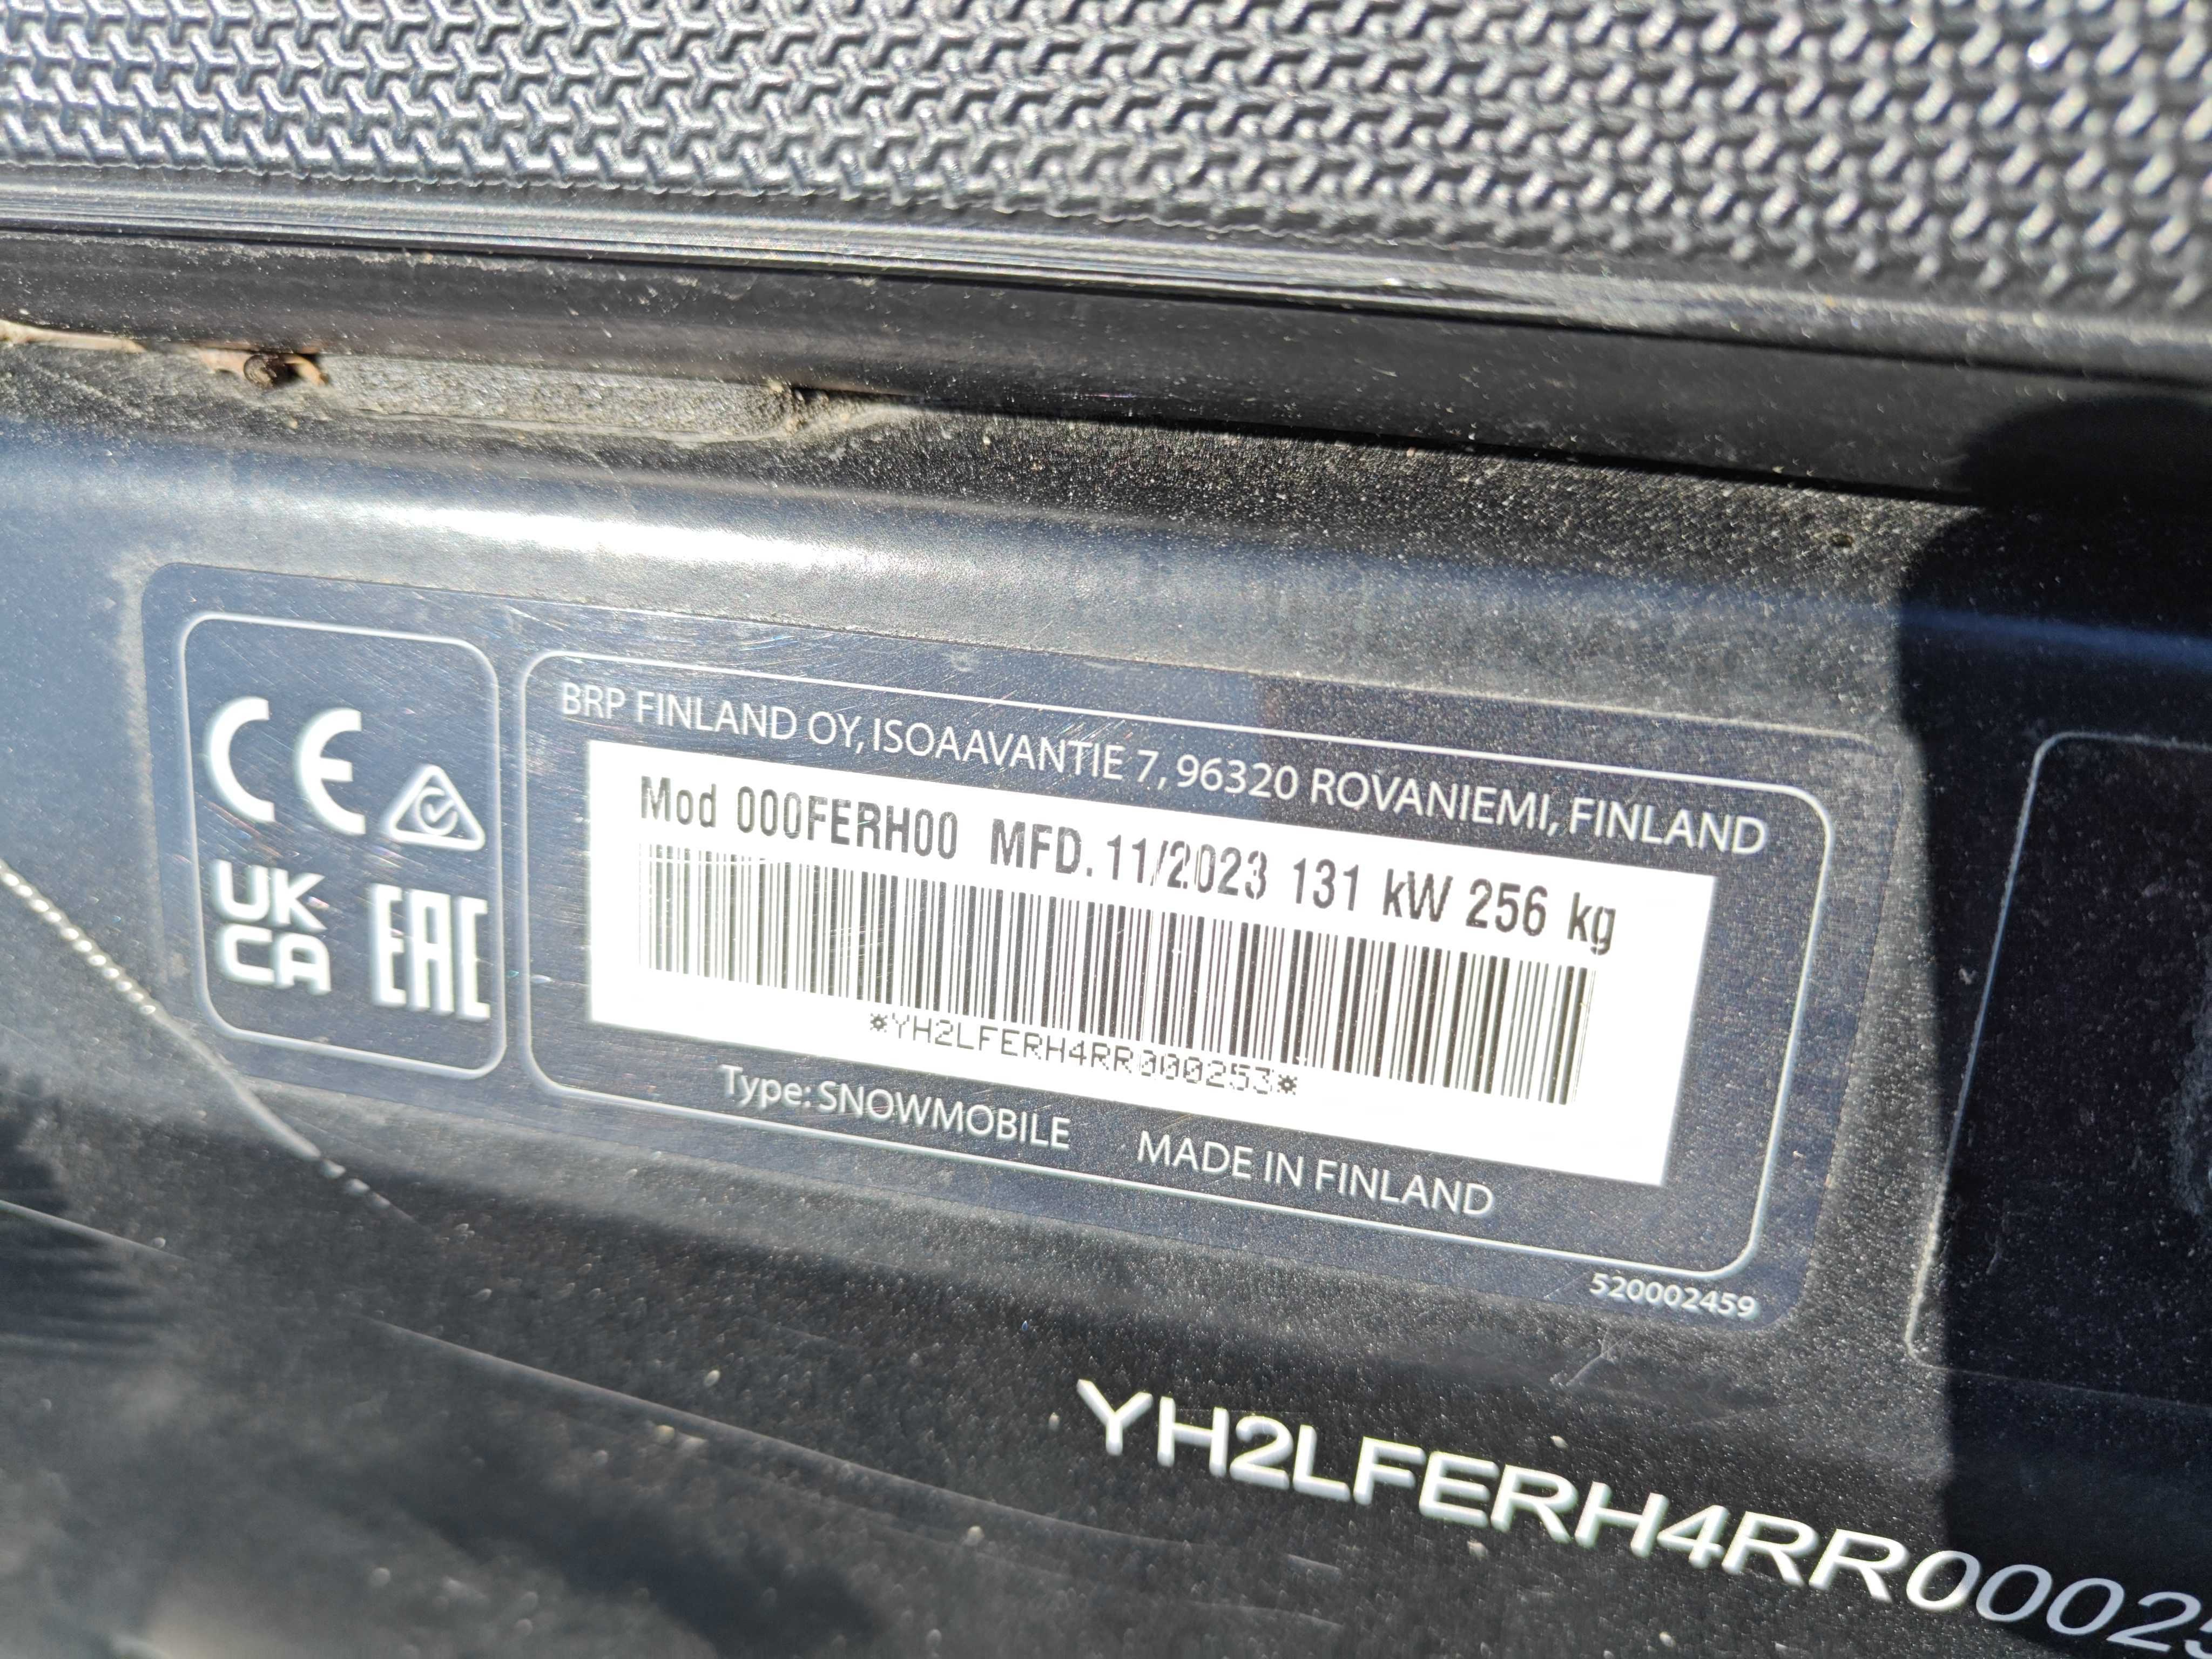 CE
UK
CA
EAC
BRP FINLAND OY, ISOAAVANTIE 7, 96320 ROVANIEMI, FINLAND
Mod 000FERH00 MFD. 11/2023 131 kW 256 kg
*YH2LFERH4RR000253*
Type: SNOWMOBILE MADE IN FINLAND
520002459
YH2LFERH4RR00025